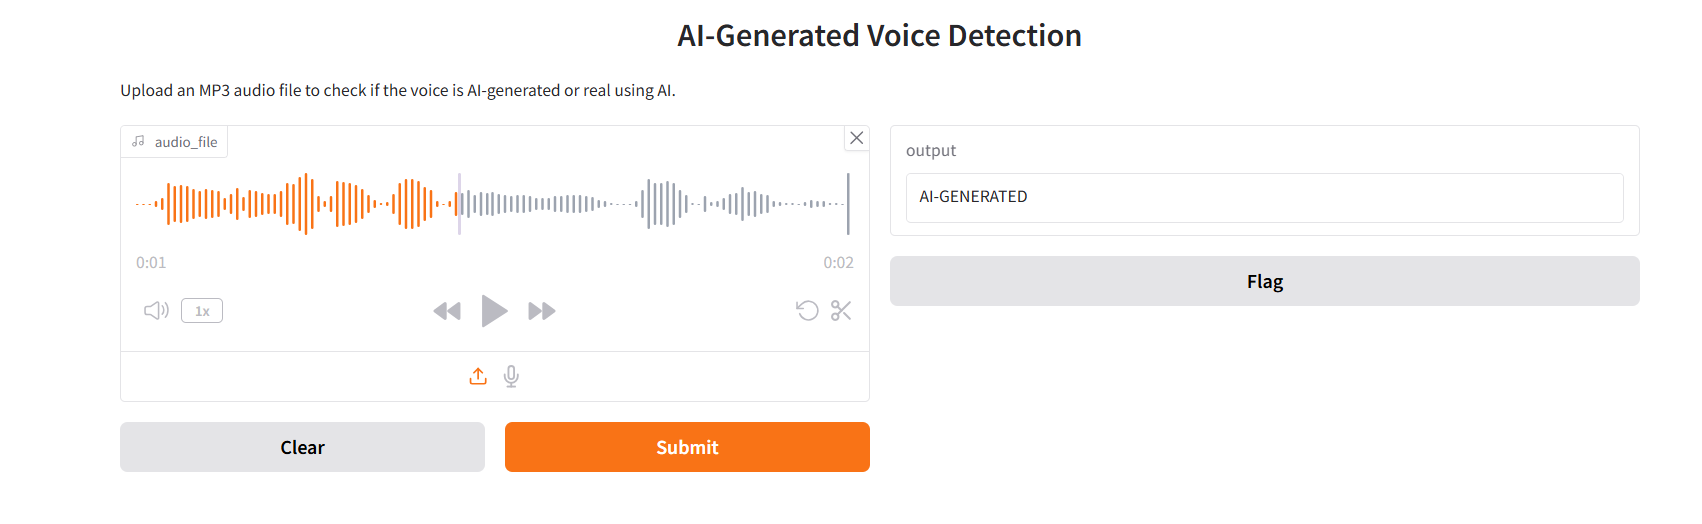 AI-Generated Voice Detection
Upload an MP3 audio file to check if the voice is AI-generated or real using AI.
audio_file
0:01
0:02
1x
Clear
Submit
output
AI-GENERATED
Flag